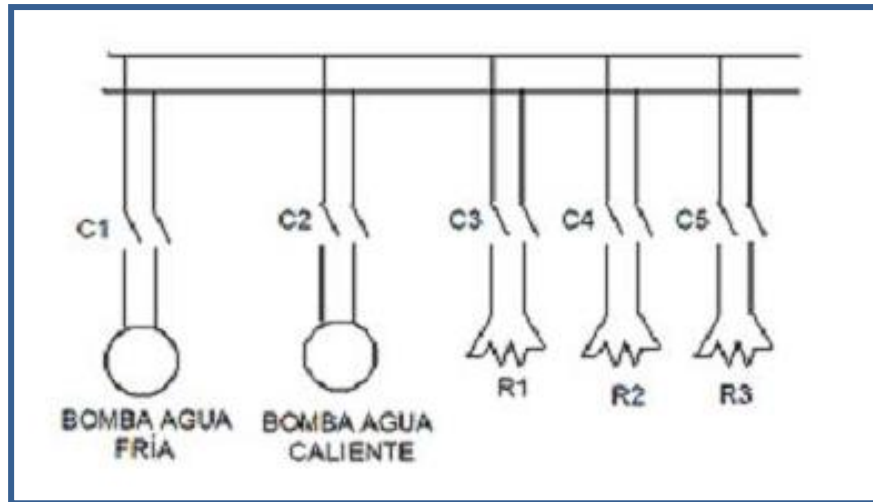 C1
C2
C3
C4
C5
R1
R2
R3
BOMBA AGUA
FRÍA
BOMBA AGUA
CALIENTE